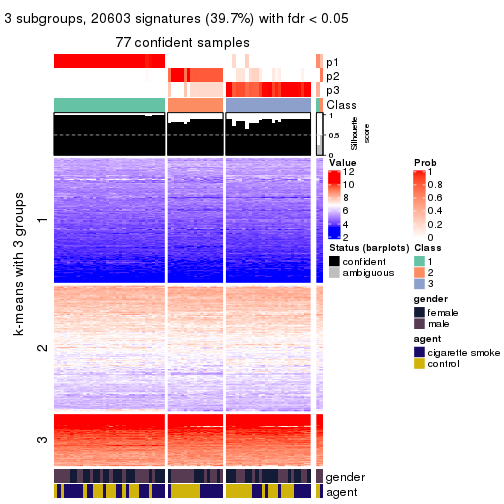 3 subgroups, 20603 signatures (39.7%) with fdr < 0.05
77 confident samples
p1
p2
p3
Class
1
0.5
0
Silhouette
score
k-means with 3 groups
1
2
3
gender
agent
Value
12
10
8
6
4
2
Prob
1
0.8
0.6
0.4
0.2
0
Status (barplots)
confident
ambiguous
Class
1
2
3
gender
female
male
agent
cigarette smoke
control